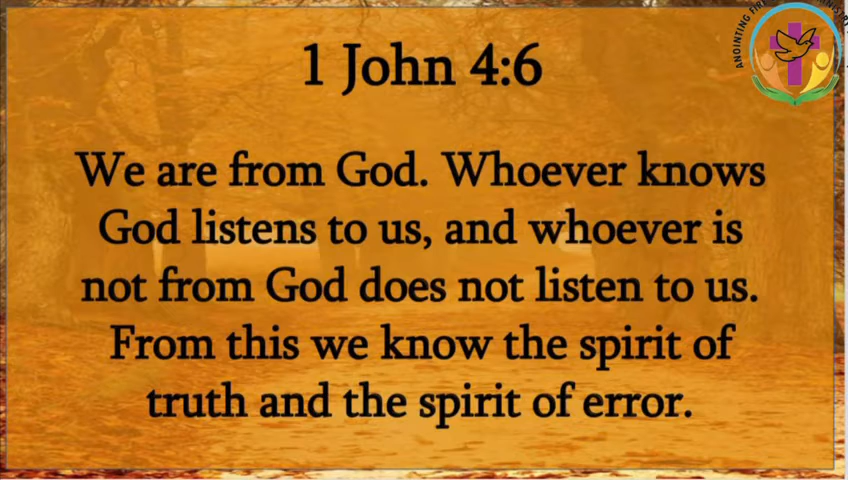 1 John 4:6
We are from God. Whoever knows
God listens to us, and whoever is
not from God does not listen to us.
From this we know the spirit of
truth and the spirit of error.
ANOINTING